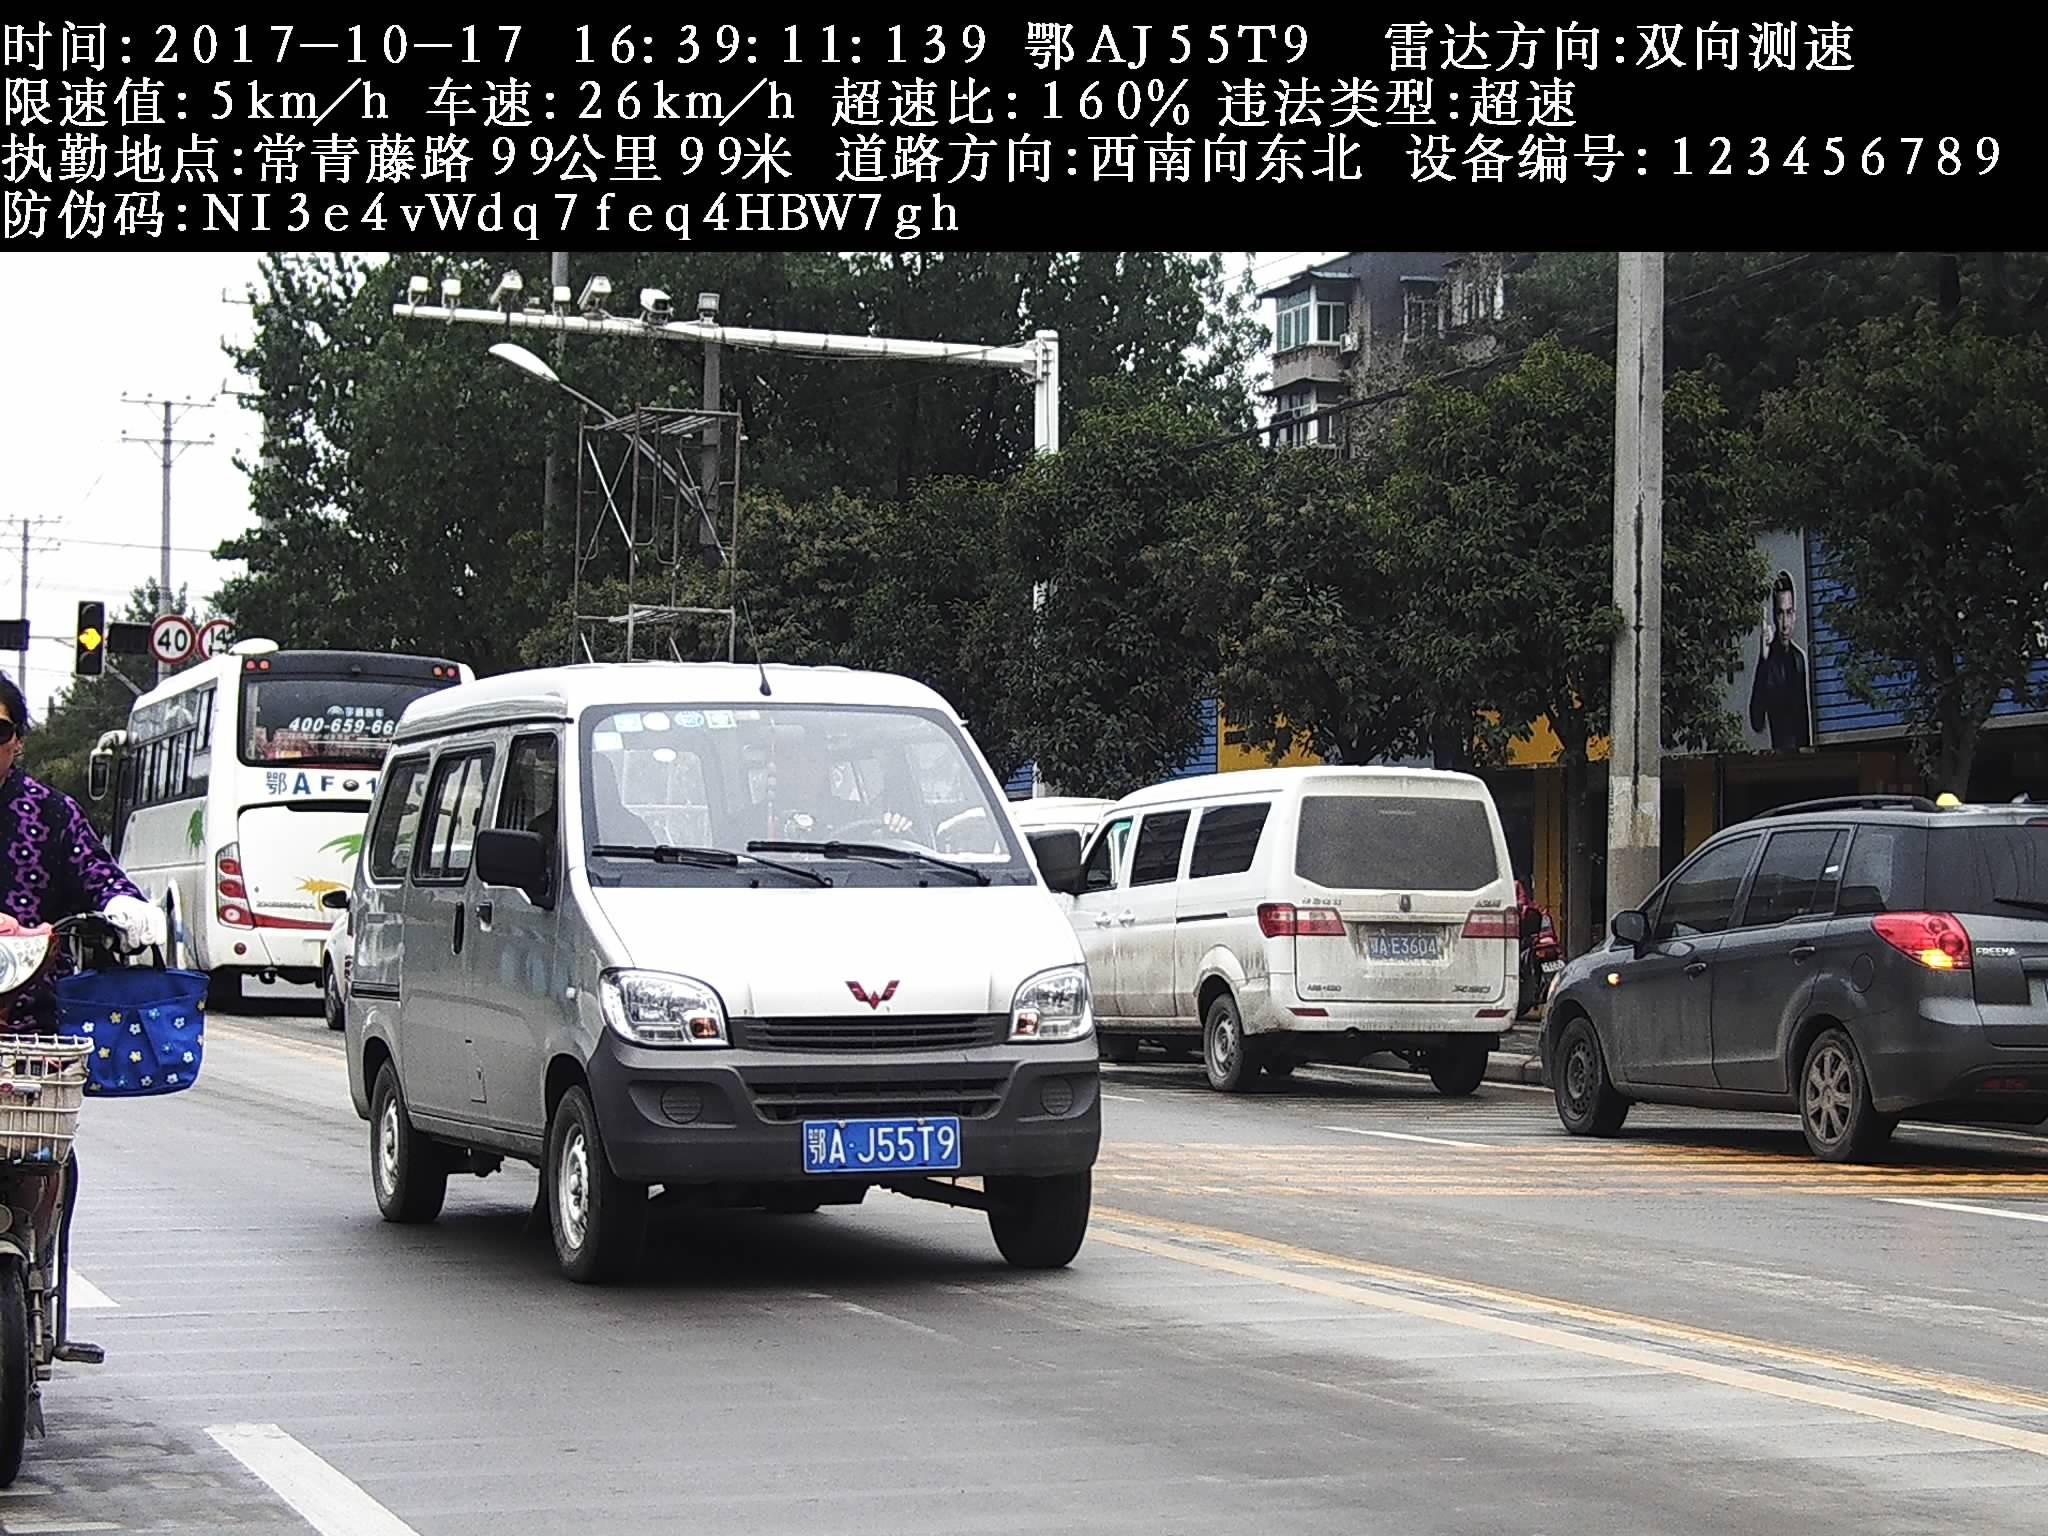 时间: 2017-10-17 16:39:11:139 鄂AJ55T9 雷达方向:双向测速
限速值: 5km/h 车速: 26km/h 超速比: 160% 违法类型:超速
执勤地点:常青藤路99公里99米 道路方向:西南向东北 设备编号: 123456789
防伪码:NI3e4vWdq7feq4HBW7gh
40
400-659-66
鄂AF·1
A·E3604
FREEMA
鄂A·J55T9